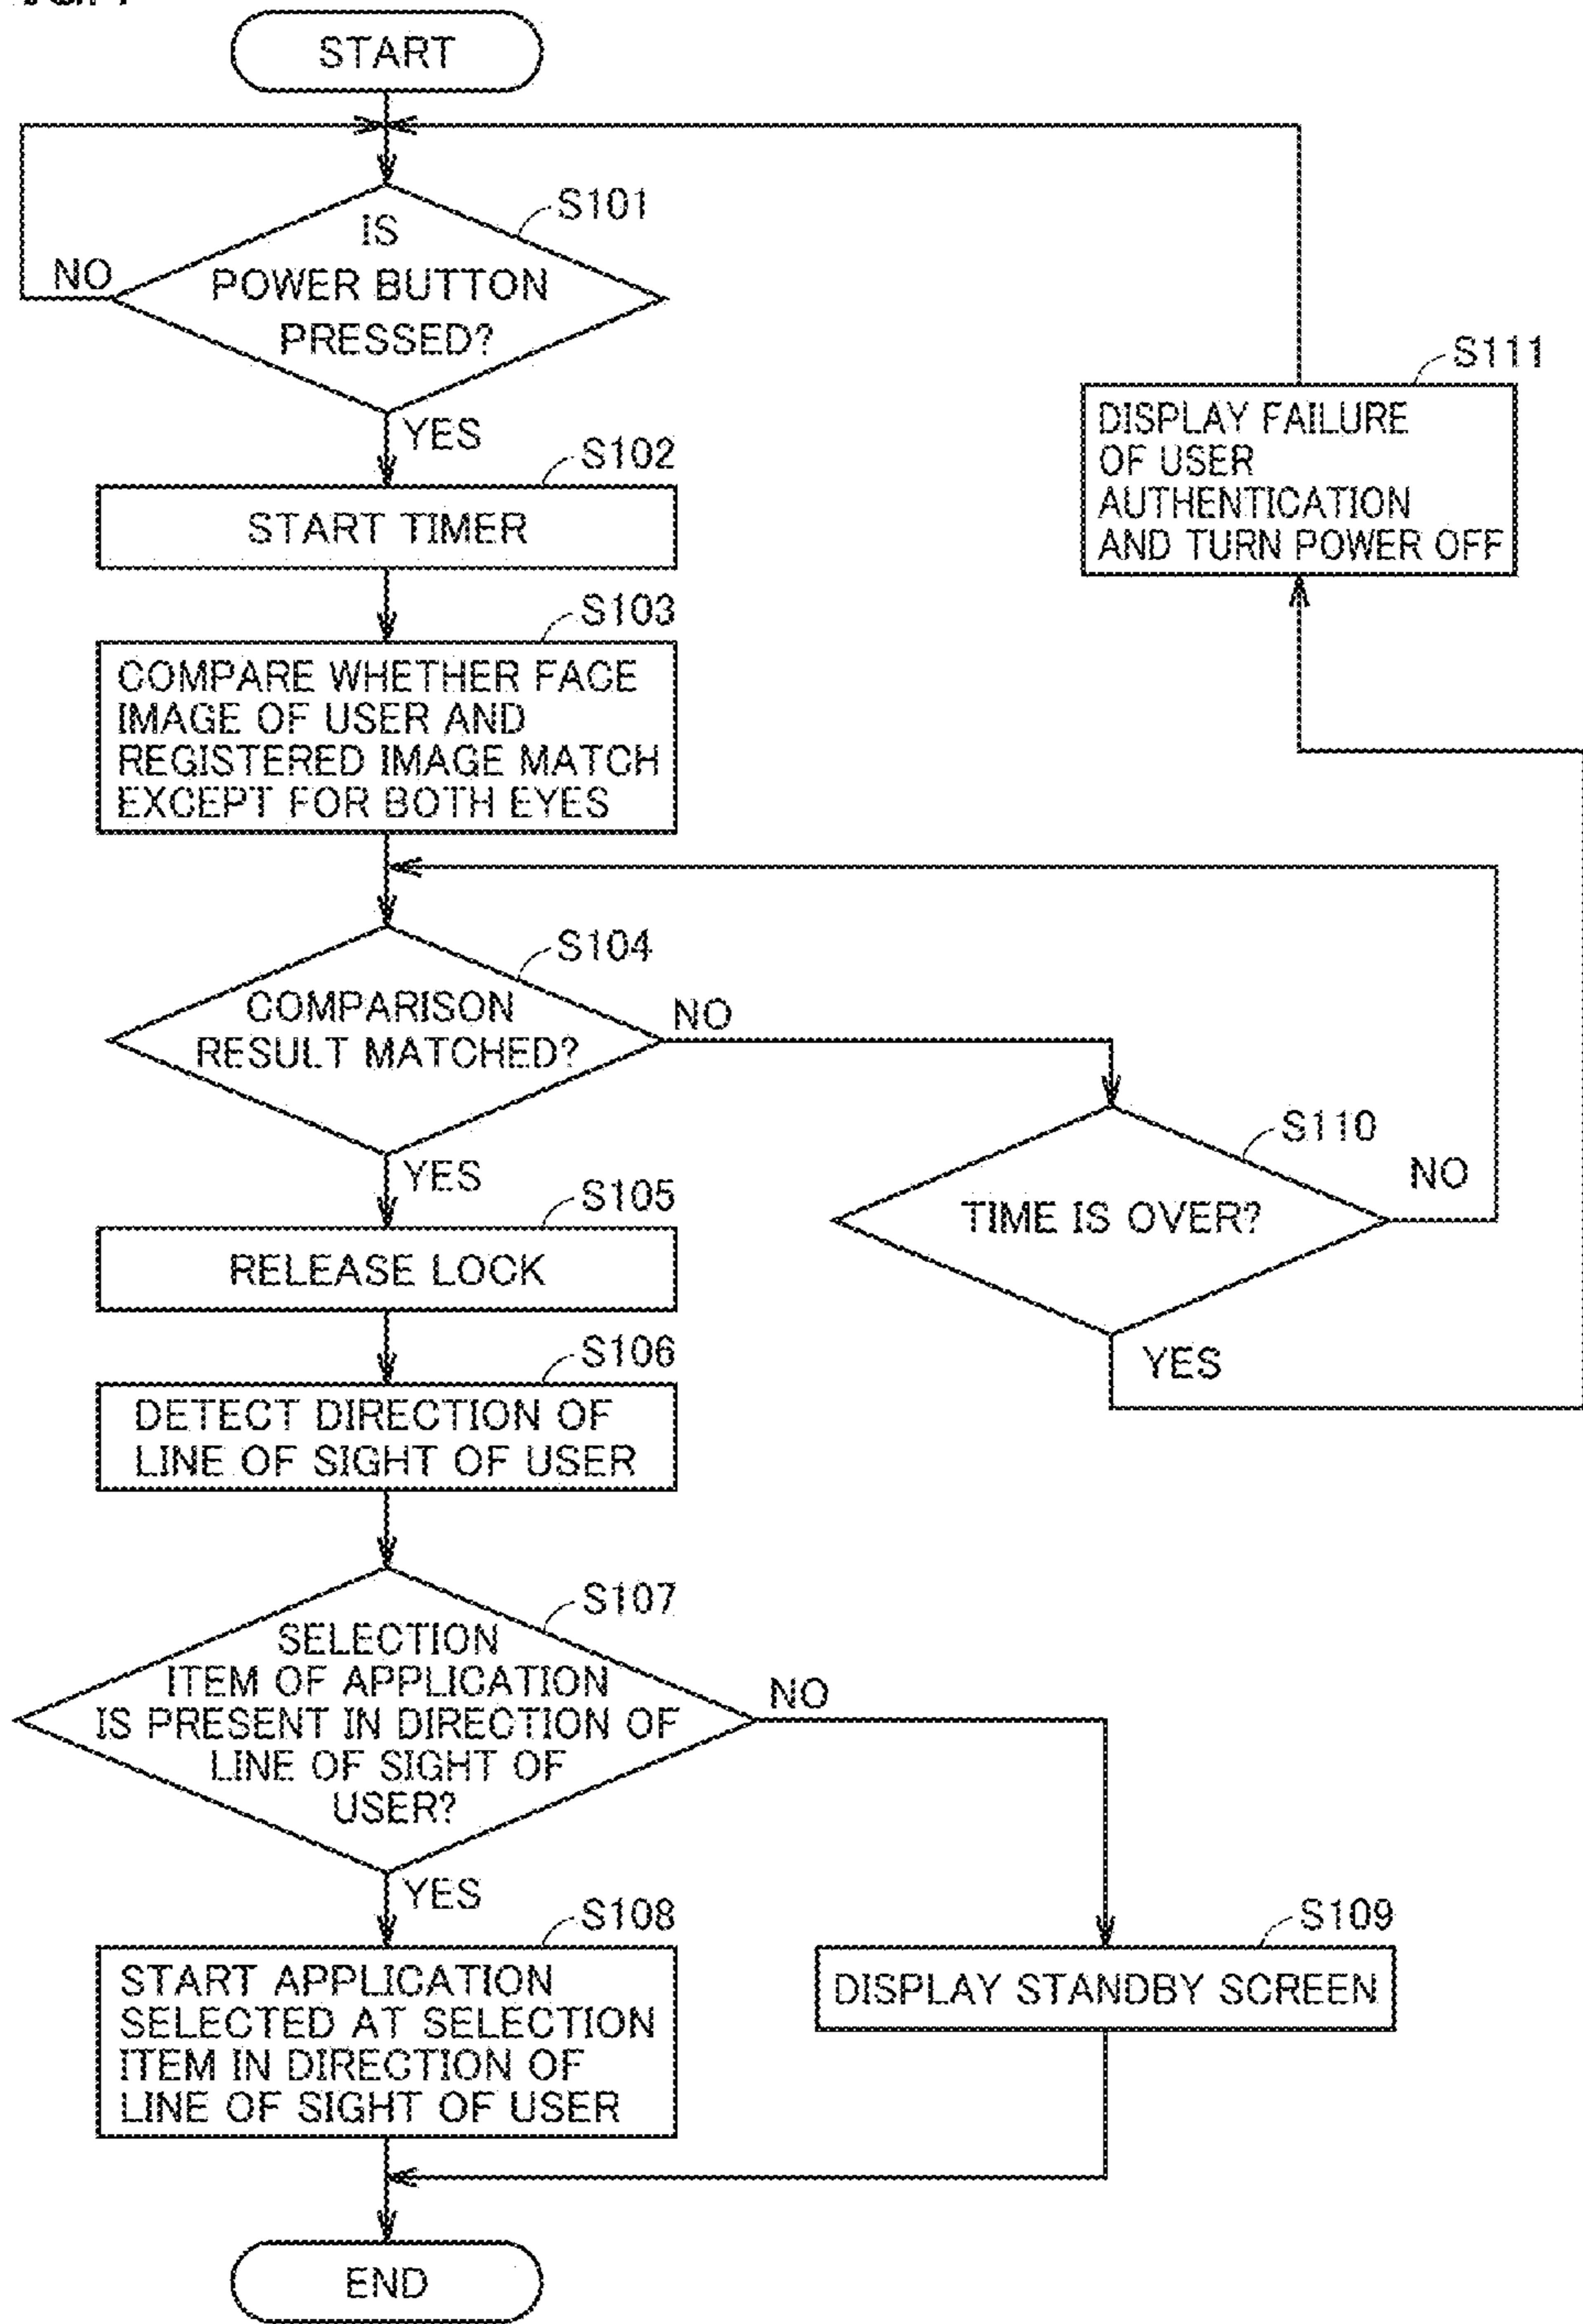 START
S101
IS
POWER BUTTON
PRESSED?
NO
YES
S111
DISPLAY FAILURE
OF USER
AUTHENTICATION
AND TURN POWER OFF
S102
START TIMER
S103
COMPARE WHETHER FACE
IMAGE OF USER AND
REGISTERED IMAGE MATCH
EXCEPT FOR BOTH EYES
S104
COMPARISON
RESULT MATCHED?
NO
YES
S110
TIME IS OVER?
NO
YES
S105
RELEASE LOCK
S106
DETECT DIRECTION OF
LINE OF SIGHT OF USER
S107
SELECTION
ITEM OF APPLICATION
IS PRESENT IN DIRECTION OF
LINE OF SIGHT OF
USER?
NO
YES
S108
START APPLICATION
SELECTED AT SELECTION
ITEM IN DIRECTION OF
LINE OF SIGHT OF USER
S109
DISPLAY STANDBY SCREEN
END